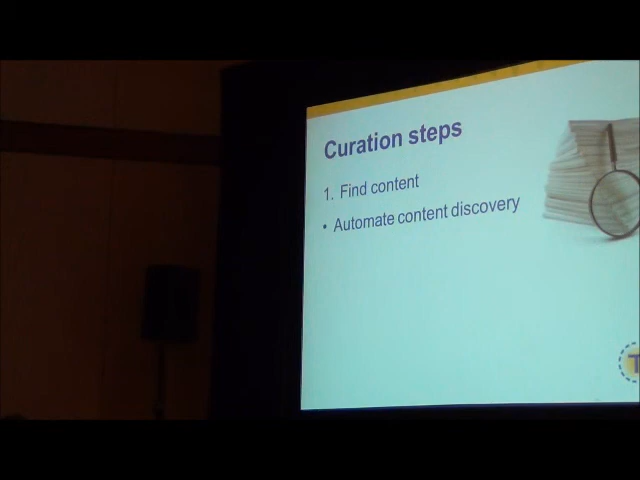 Curation steps
1. Find content
• Automate content discovery
T